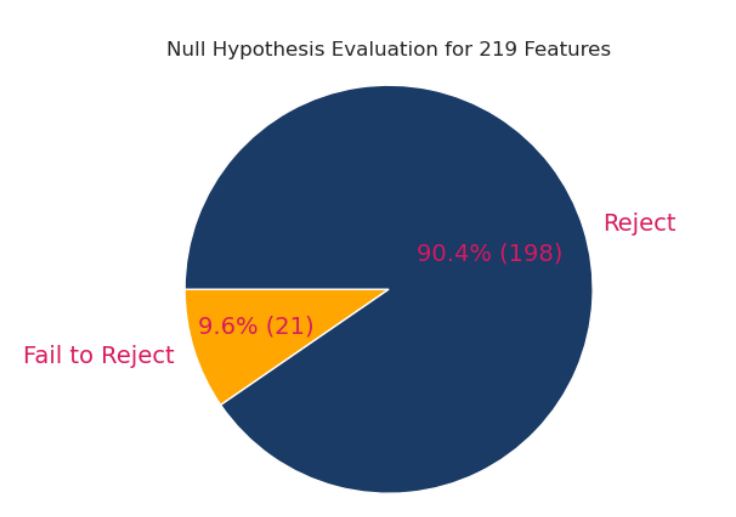 Null Hypothesis Evaluation for 219 Features
Reject
90.4% (198)
9.6% (21)
Fail to Reject